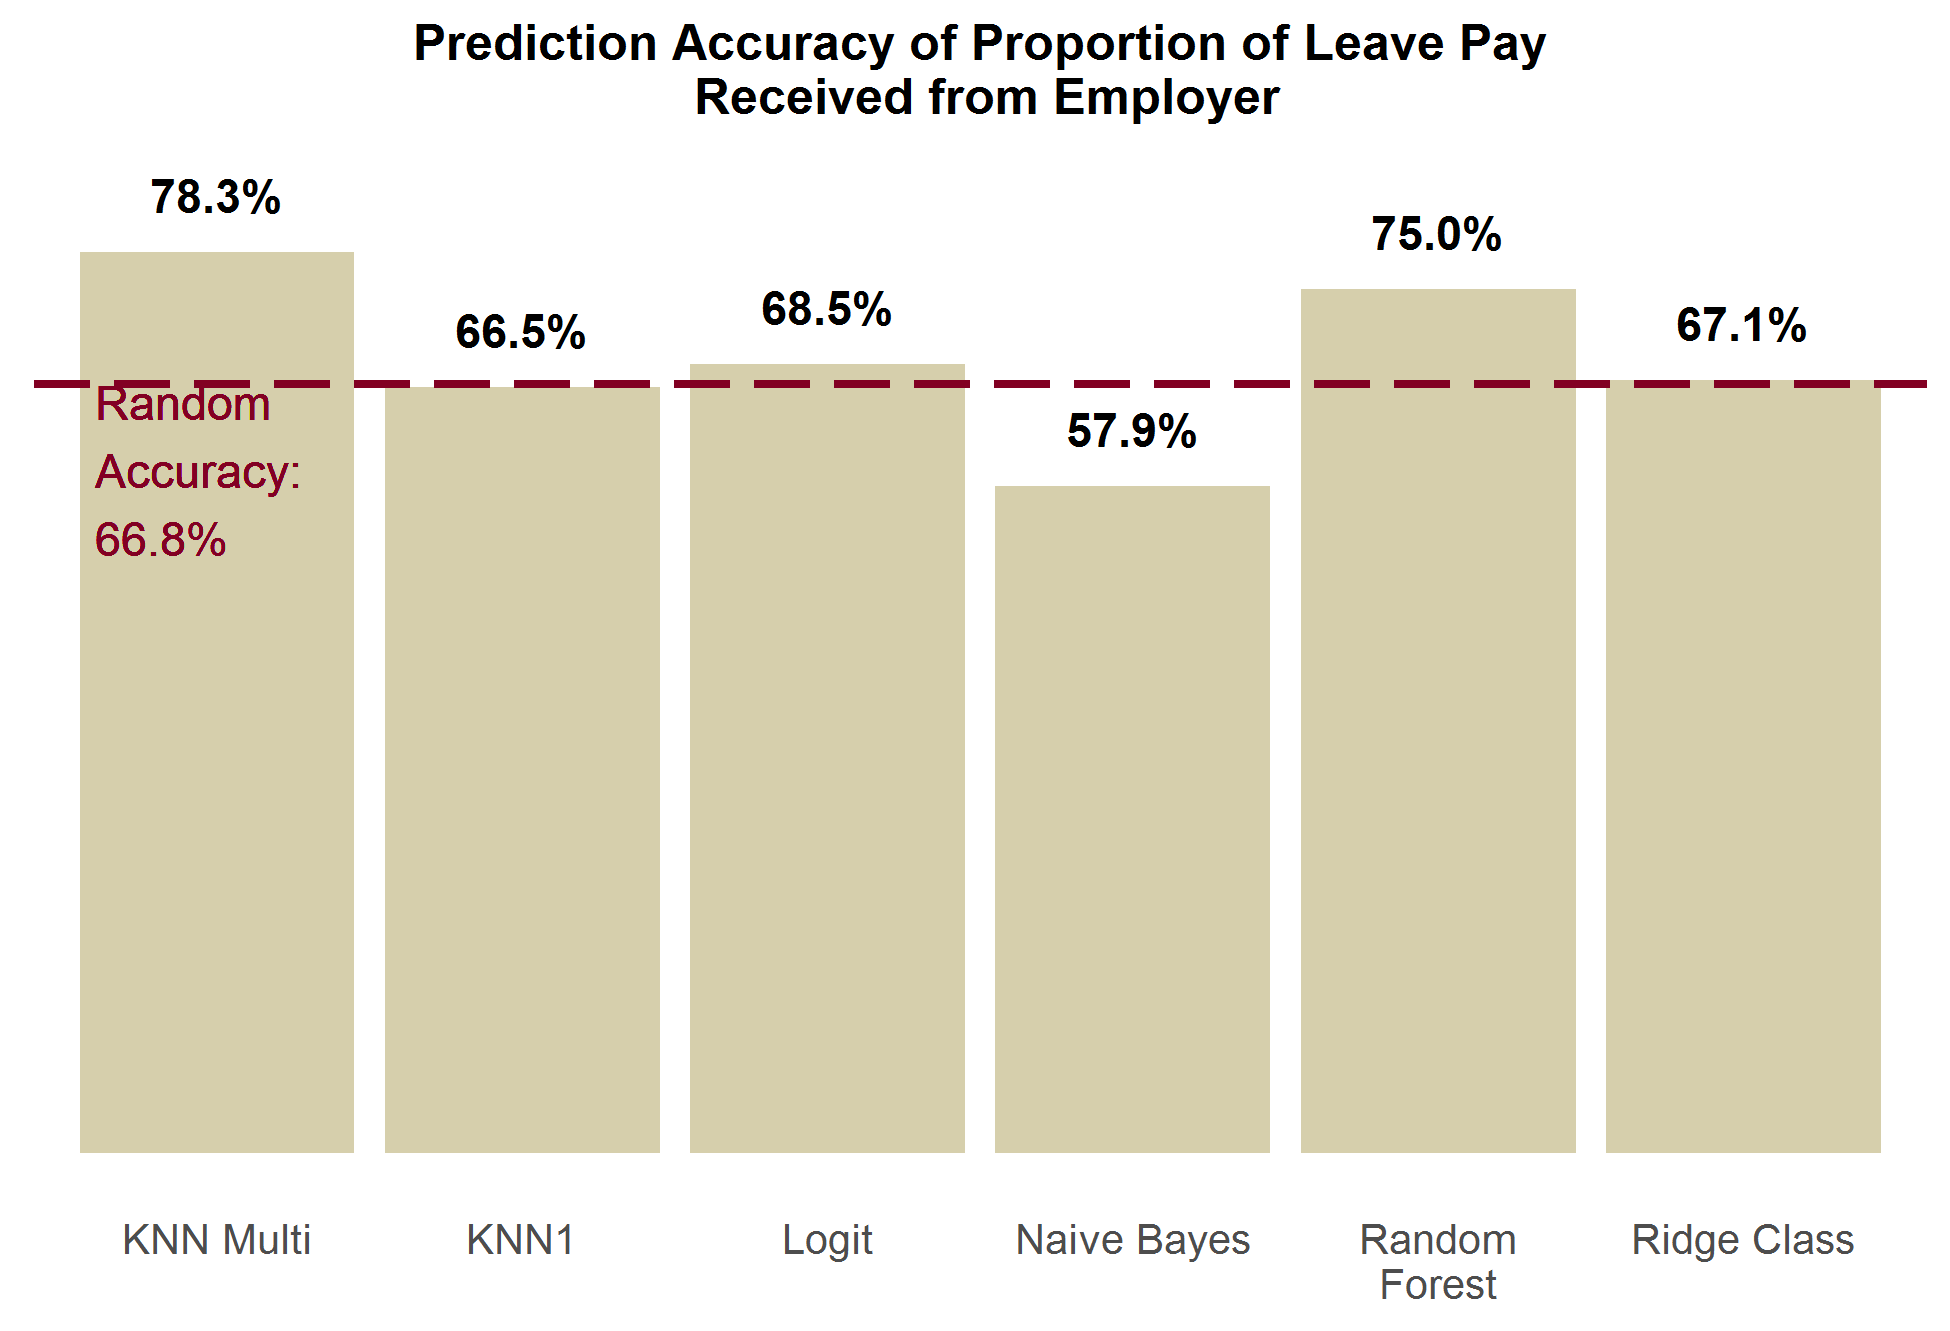 Prediction Accuracy of Proportion of Leave Pay
Received from Employer
78.3%
66.5%
68.5%
57.9%
75.0%
67.1%
Random
Accuracy:
66.8%
KNN Multi
KNN1
Logit
Naive Bayes
Random
Forest
Ridge Class